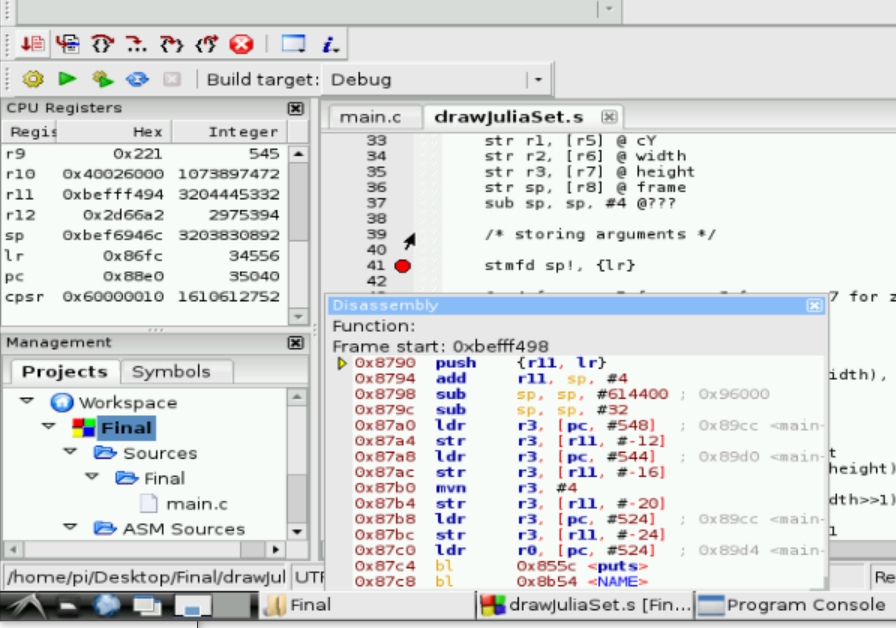 Build target: Debug
CPU Registers
Regis Hex Integer
r9 0x221 545
r10 0x40026000 1073897472
r11 0xbefff494 3204445332
r12 0x2d66a2 2975394
sp 0xbef6946c 3203830892
lr 0x86fc 34556
pc 0x88e0 35040
cpsr 0x60000010 1610612752
Management
Projects Symbols
Workspace
Final
Sources
Final
main.c
ASM Sources
main.c drawJuliaSet.s
33 str r1, [r5] @ cY
34 str r2, [r6] @ width
35 str r3, [r7] @ height
36 str sp, [r8] @ frame
37 sub sp, sp, #4 @???
38
39 /* storing arguments */
40
41 stmfd sp!, {lr}
42
7 for z
idth),
t
height)
dth>>1)
1
Disassembly
Function:
Frame start: 0xbefff498
0x8790 push {r11, lr}
0x8794 add r11, sp, #4
0x8798 sub sp, sp, #614400 ; 0x96000
0x879c sub sp, sp, #32
0x87a0 ldr r3, [pc, #548] ; 0x89cc <main-
0x87a4 str r3, [r11, #-12]
0x87a8 ldr r3, [pc, #544] ; 0x89d0 <main-
0x87ac str r3, [r11, #-16]
0x87b0 mvn r3, #4
0x87b4 str r3, [r11, #-20]
0x87b8 ldr r3, [pc, #524] ; 0x89cc <main-
0x87bc str r3, [r11, #-24]
0x87c0 ldr r0, [pc, #524] ; 0x89d4 <main-
0x87c4 bl 0x855c <puts>
0x87c8 bl 0x8b54 <NAME>
/home/pi/Desktop/Final/drawJul UTF Re
Final drawJuliaSet.s [Fin... Program Console